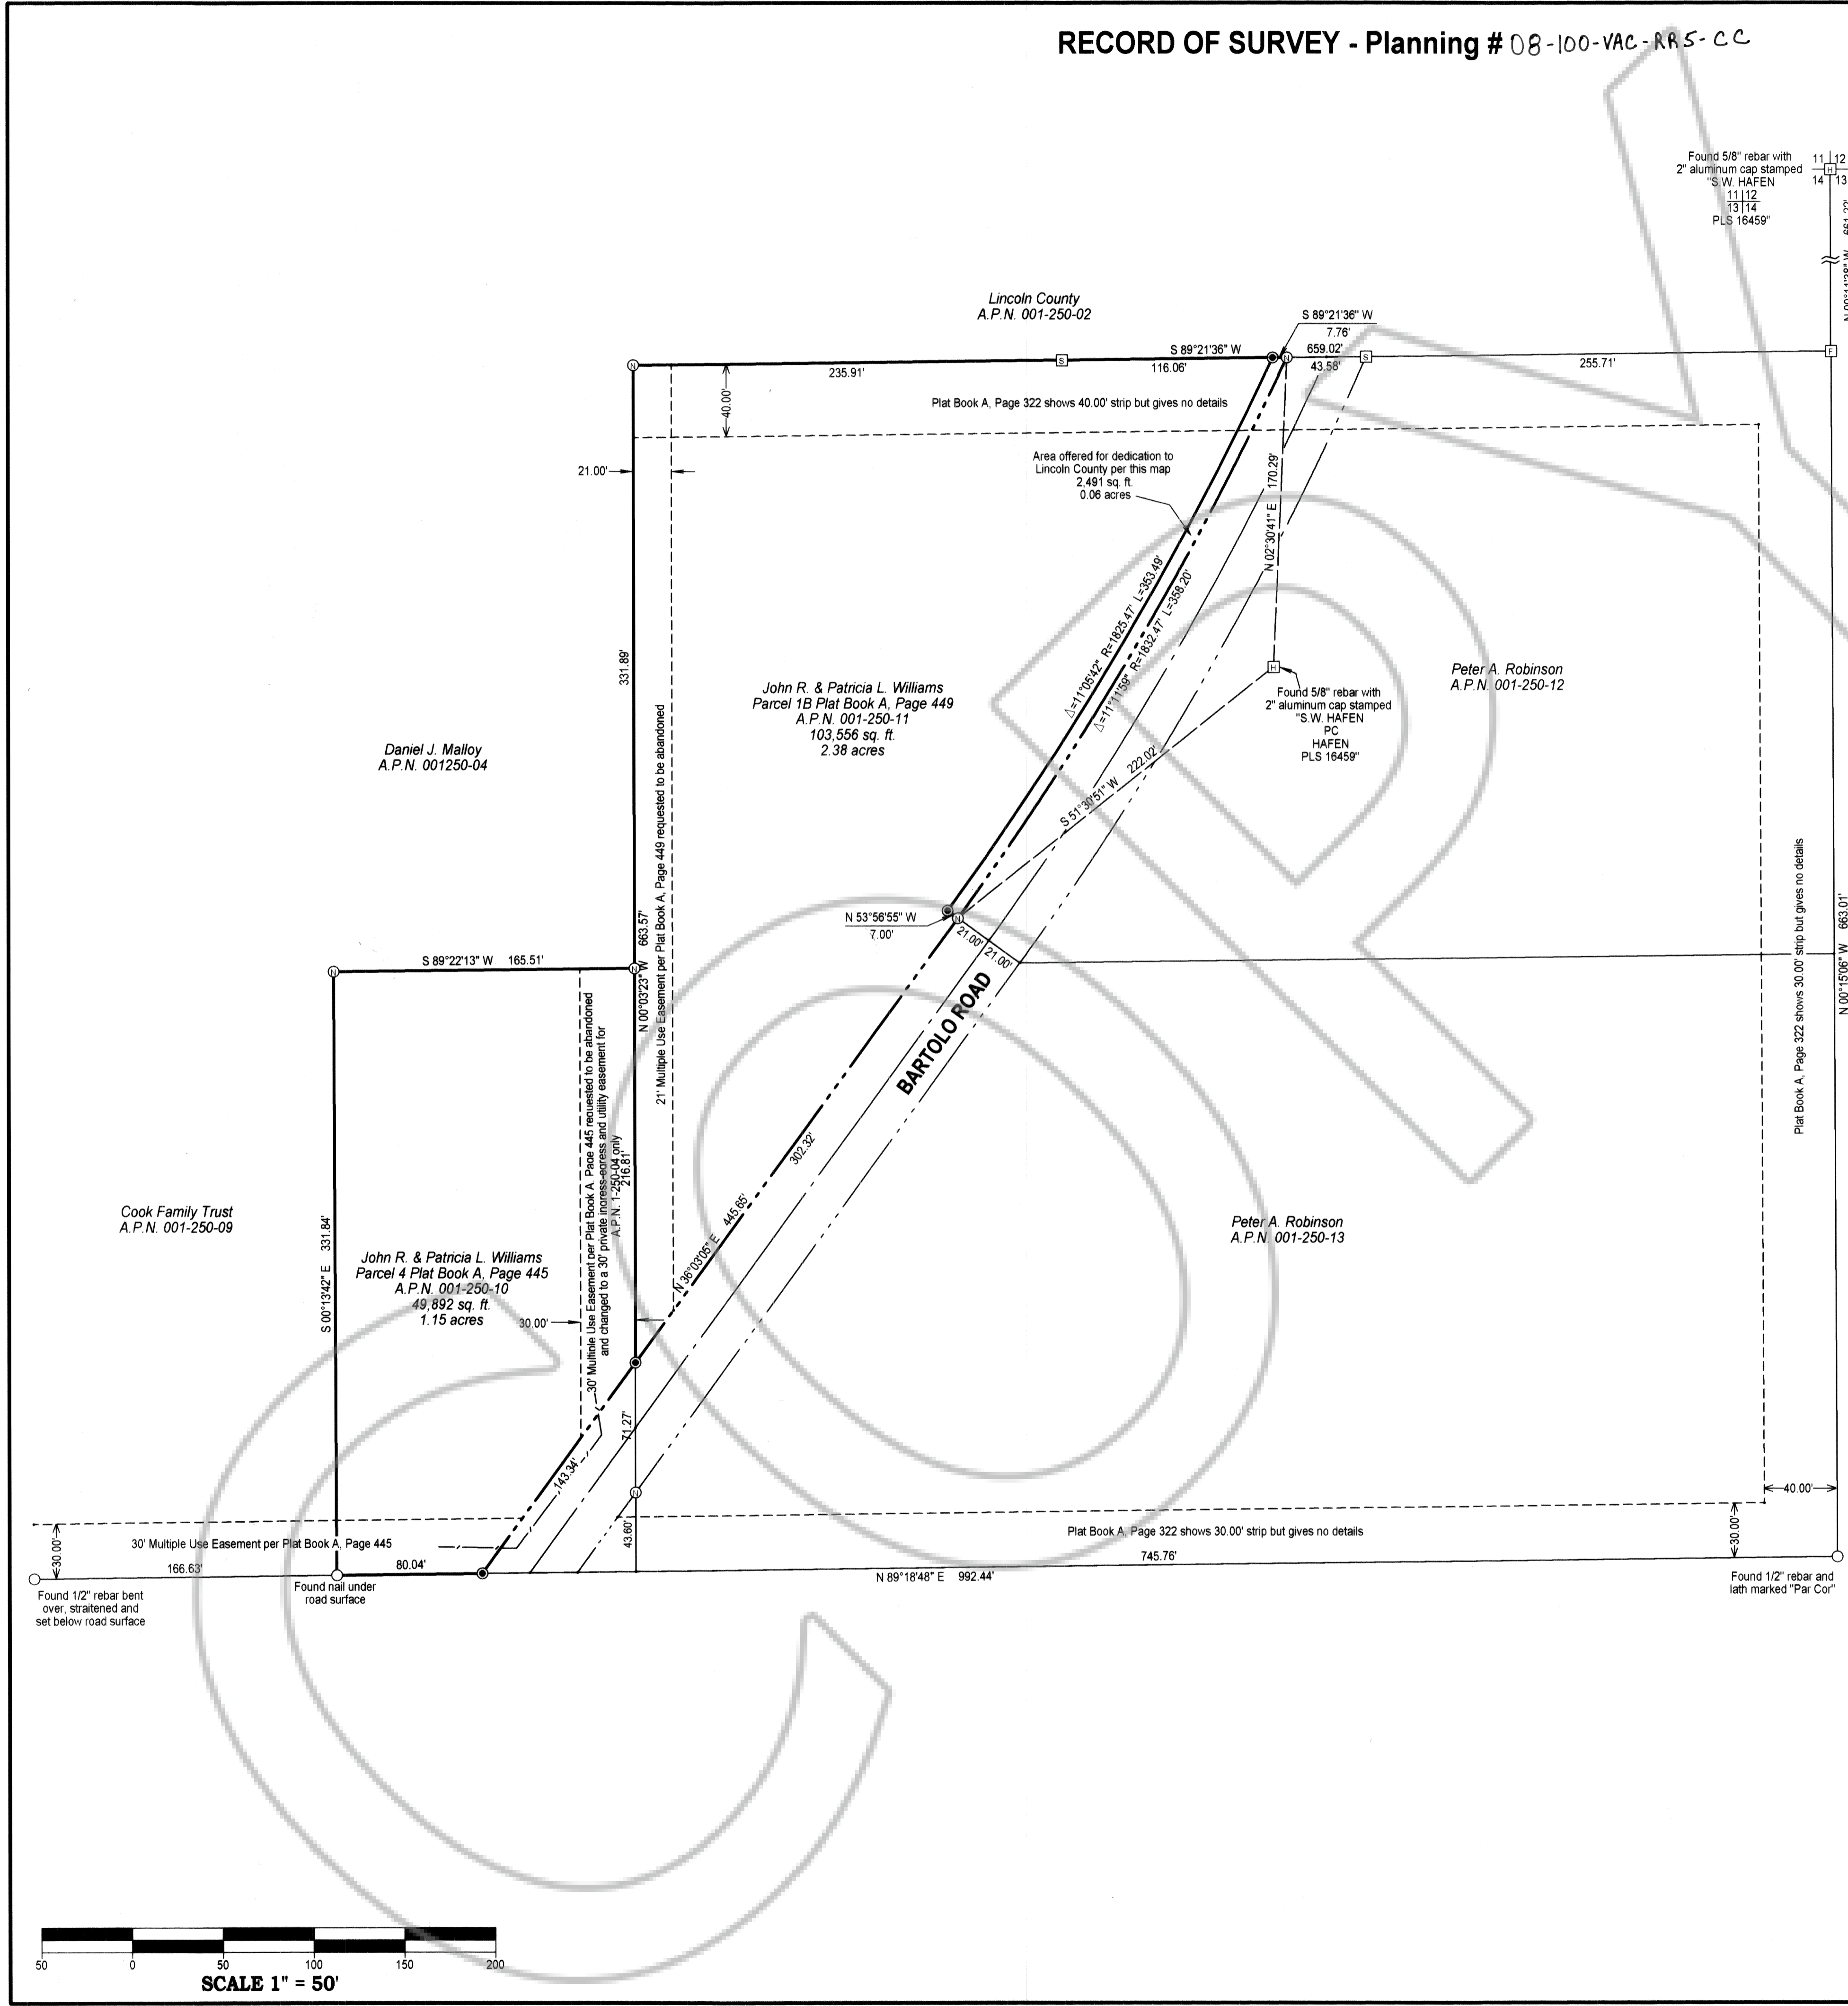 RECORD OF SURVEY - Planning # 08-100-VAC-RR5-CC
Found 5/8" rebar with
2" aluminum cap stamped
"S.W. HAFEN
11|12
13|14
PLS 16459"
11 12
H
14 13
661.22'
F
Lincoln County
A.P.N. 001-250-02
S 89°21'36" W
7.76'
S 89°21'36" W
659.02'
N
S
N
S
235.91'
116.06'
43.58'
255.71'
40.00'
Plat Book A, Page 322 shows 40.00' strip but gives no details
21.00'
Area offered for dedication to
Lincoln County per this map
2,491 sq. ft.
0.06 acres
N 02°30'41" E 170.29'
Δ=11°05'42" R=1825.47' L=353.49'
Δ=11°11'59" R=1832.47' L=358.20'
331.89'
John R. & Patricia L. Williams
Parcel 1B Plat Book A, Page 449
A.P.N. 001-250-11
103,556 sq. ft.
2.38 acres
Peter A. Robinson
A.P.N. 001-250-12
H
Found 5/8" rebar with
2" aluminum cap stamped
"S.W. HAFEN
PC
HAFEN
PLS 16459"
Daniel J. Malloy
A.P.N. 001250-04
21' Multiple Use Easement per Plat Book A, Page 449 requested to be abandoned
S 51°30'51" W 222.02'
Plat Book A, Page 322 shows 30.00' strip but gives no details
N 53°56'55" W
7.00'
N
21.00'
21.00'
N 00°15'06" W 663.01'
S 89°22'13" W 165.51'
N
N
N 00°03'23" W 663.57'
BARTOLO ROAD
30' Multiple Use Easement per Plat Book A, Page 445 requested to be abandoned
and changed to a 30' private ingress-egress and utility easement for
A.P.N. 1-250-04 only
216.81'
302.32'
N 36°03'05" E 445.65'
Cook Family Trust
A.P.N. 001-250-09
S 00°13'42" E 331.84'
John R. & Patricia L. Williams
Parcel 4 Plat Book A, Page 445
A.P.N. 001-250-10
49,892 sq. ft.
1.15 acres
30.00'
Peter A. Robinson
A.P.N. 001-250-13
71.27'
143.34'
N
40.00'
43.60'
30.00'
30' Multiple Use Easement per Plat Book A, Page 445
Plat Book A, Page 322 shows 30.00' strip but gives no details
30.00'
166.63'
80.04'
745.76'
N 89°18'48" E 992.44'
Found 1/2" rebar bent
over, straitened and
set below road surface
Found nail under
road surface
Found 1/2" rebar and
lath marked "Par Cor"
50 0 50 100 150 200
SCALE 1" = 50'
COPY